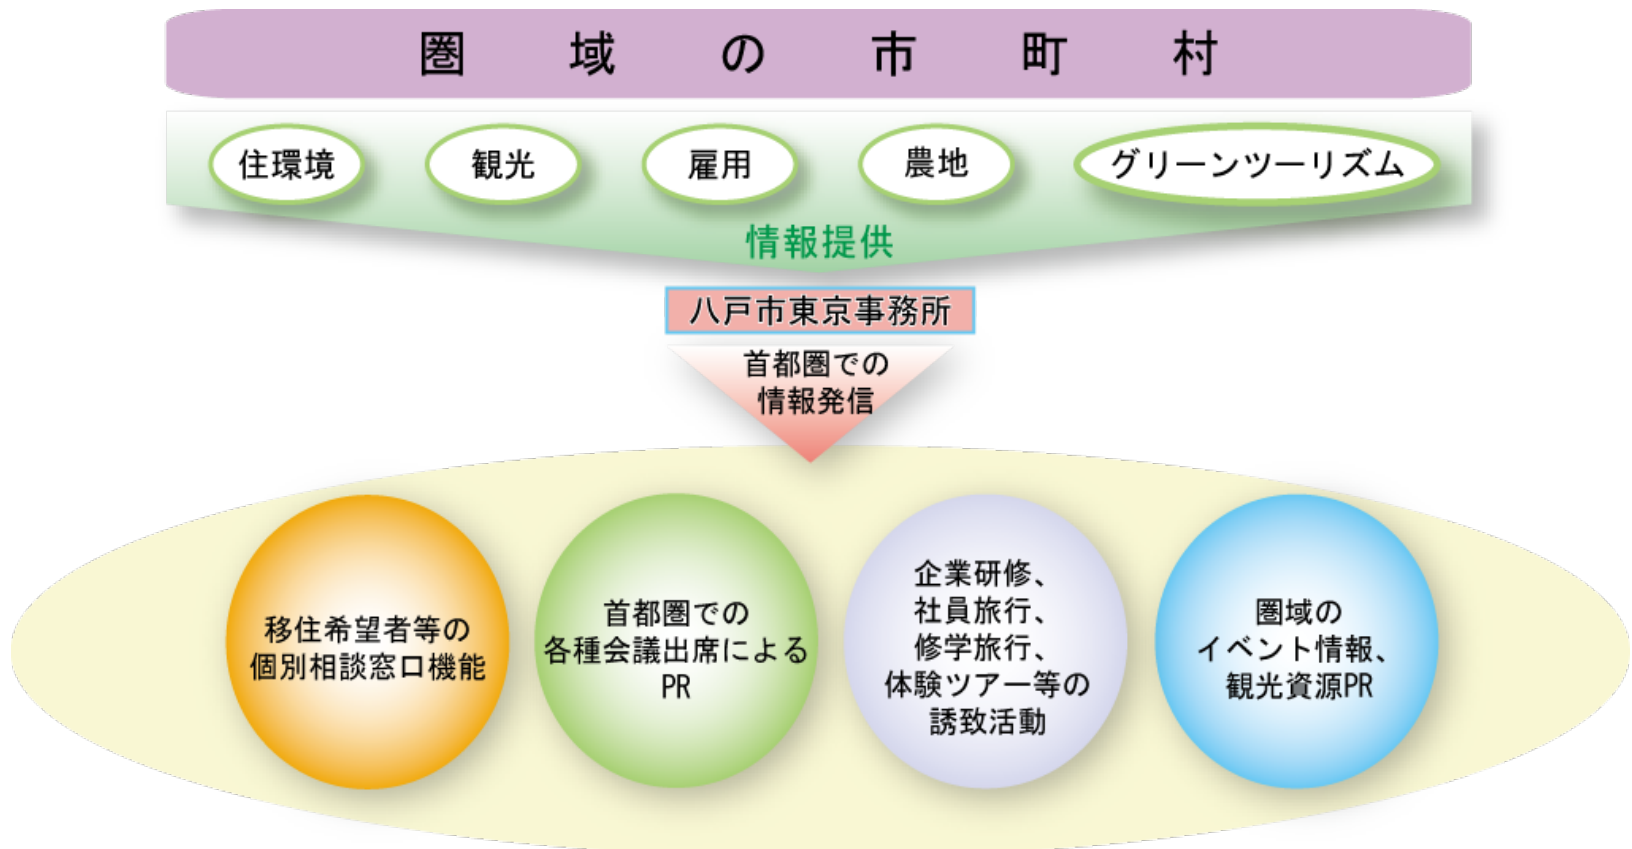 圏域の市町村
住環境
観光
雇用
農地
グリーンツーリズム
情報提供
八戸市東京事務所
首都圏での
情報発信
移住希望者等の
個別相談窓口機能
首都圏での
各種会議出席による
PR
企業研修、
社員旅行、
修学旅行、
体験ツアー等の
誘致活動
圏域の
イベント情報、
観光資源PR